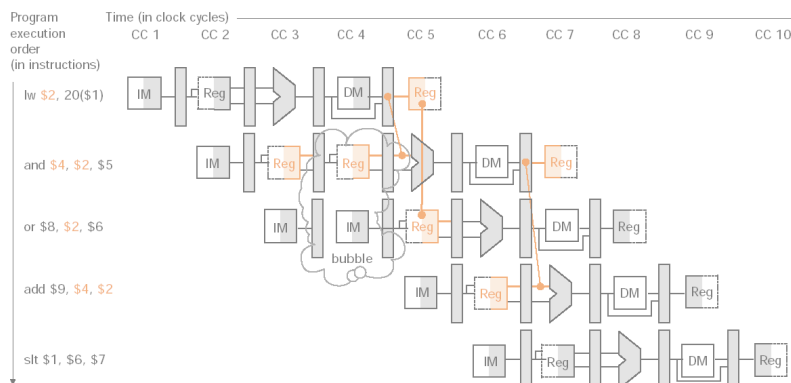 Program
execution
order
(in instructions)
Time (in clock cycles)
CC 1 CC 2 CC 3 CC 4 CC 5 CC 6 CC 7 CC 8 CC 9 CC 10
lw $2, 20($1) IM Reg DM Reg
and $4, $2, $5 IM Reg Reg DM Reg
or $8, $2, $6 IM IM Reg DM Reg
bubble
add $9, $4, $2 IM Reg DM Reg
slt $1, $6, $7 IM Reg DM Reg